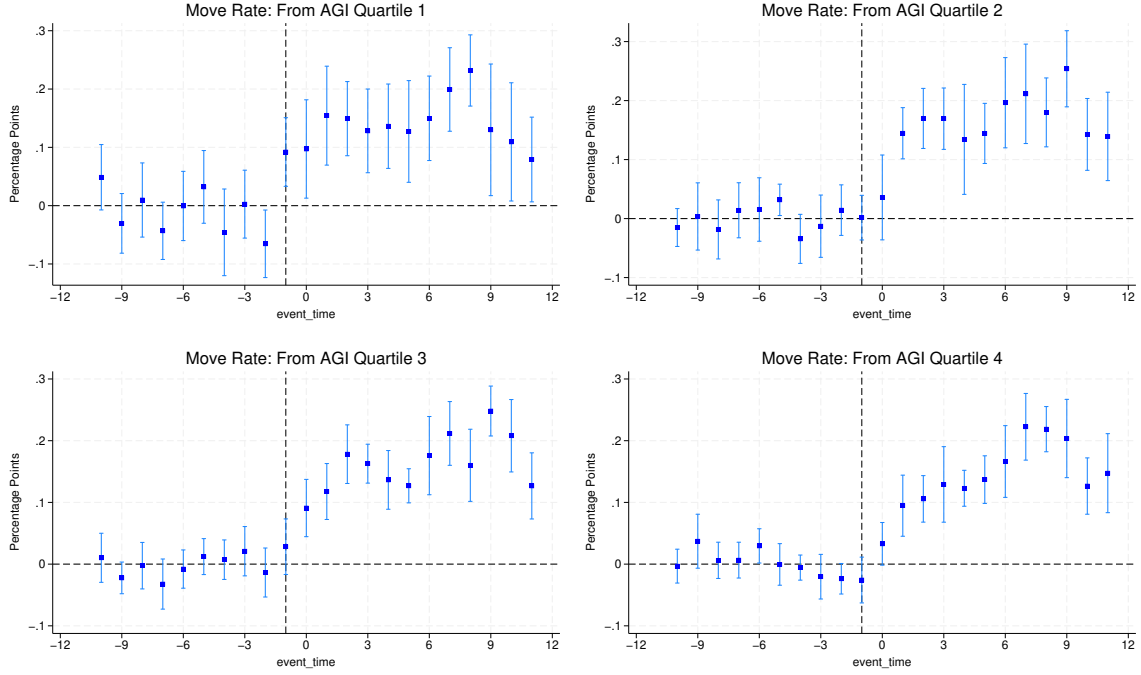 Move Rate: From AGI Quartile 1
Percentage Points
.3
.2
.1
0
−.1
−12 −9 −6 −3 0 3 6 9 12
event_time
Move Rate: From AGI Quartile 2
Percentage Points
.3
.2
.1
0
−.1
−12 −9 −6 −3 0 3 6 9 12
event_time
Move Rate: From AGI Quartile 3
Percentage Points
.3
.2
.1
0
−.1
−12 −9 −6 −3 0 3 6 9 12
event_time
Move Rate: From AGI Quartile 4
Percentage Points
.3
.2
.1
0
−.1
−12 −9 −6 −3 0 3 6 9 12
event_time